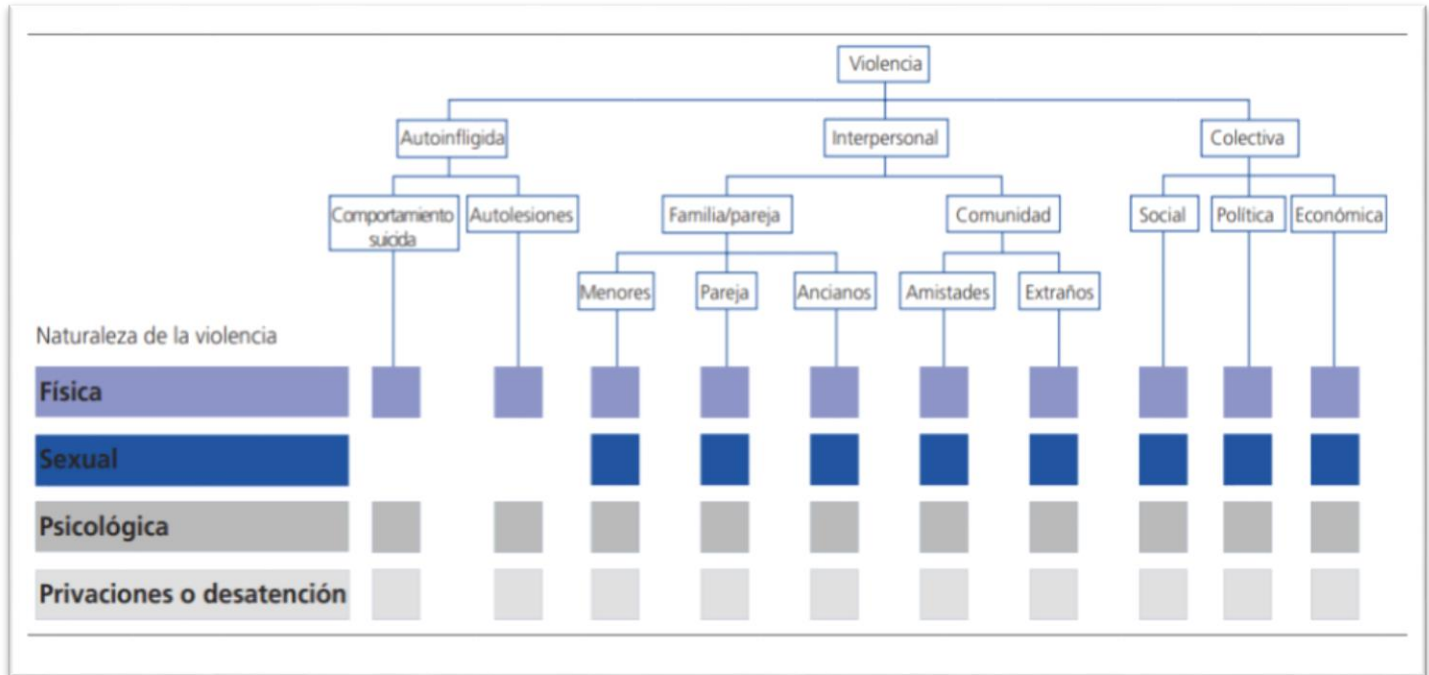 Violencia
Autoinfligida
Interpersonal
Colectiva
Comportamiento
suicida
Autolesiones
Familia/pareja
Comunidad
Social
Política
Económica
Menores
Pareja
Ancianos
Amistades
Extraños
Naturaleza de la violencia
Física
Sexual
Psicológica
Privaciones o desatención